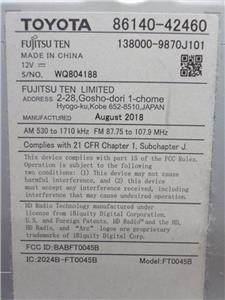 TOYOTA 86140-42460
FUJITSU TEN 138000-9870J101
MADE IN CHINA
12V
S/NO. WQ804188
FUJITSU TEN LIMITED
ADDRESS 2-28,Gosho-dori 1-chome
Hyogo-ku,Kobe 652-8510,JAPAN
MANUFACTURED August 2018
AM 530 to 1710 kHz FM 87.75 to 107.9 MHz
Complies with 21 CFR Chapter 1, Subchapter J.
This device complies with part 15 of the FCC Rules.
Operation is subject to the following
two conditions: (1) This device may not
cause harmful interference, and (2) this
device must accept any interference
that may cause undesired operation.
HD Radio Technology manufactured
under license from iBiquity Digital Corporation.
U.S. and Foreign Patents. HD Radio™ and the
HD, HD Radio, and "Arc" logos are proprietary
trademarks of iBiquity Digital Corp.
FCC ID:BABFT0045B
IC:2024B-FT0045B Model:FT0045B